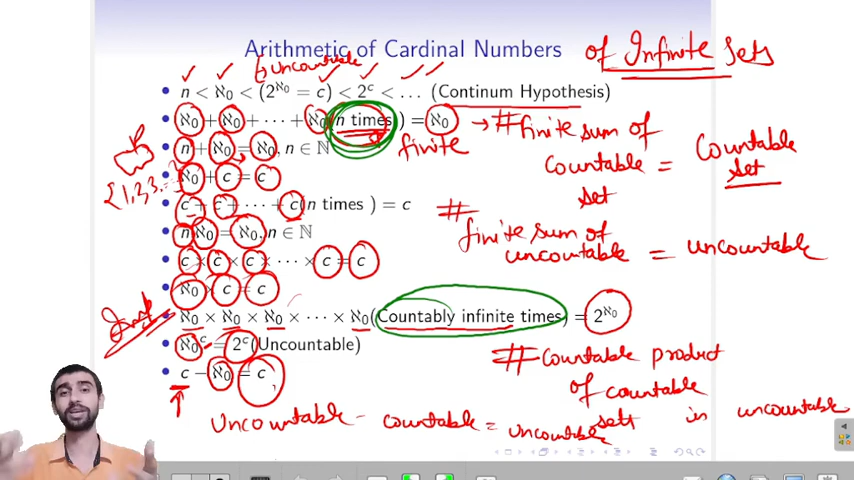 Arithmetic of Cardinal Numbers
of Infinite sets
uncountable
n < ℵ₀ < (2^ℵ₀ = c) < 2^c < … (Continum Hypothesis)
ℵ₀ + ℵ₀ + ⋯ + ℵ₀(n times ) = ℵ₀
→ # finite sum of countable set = Countable set
finite
n + ℵ₀ = ℵ₀, n ∈ ℕ
ℵ₀ + c = c
{1,2,3...}
c + c + ⋯ + c(n times ) = c
# finite sum of uncountable = uncountable
nℵ₀ = ℵ₀, n ∈ ℕ
c × c × c × ⋯ c = c
ℵ₀ × c = c
ℵ₀ × ℵ₀ × ℵ₀ × ⋯ × ℵ₀(Countably infinite times) = 2^ℵ₀
ℵ₀^c = 2^c(Uncountable)
# countable product of countable sets is uncountable
c − ℵ₀ = c
Uncountable - countable = uncountable